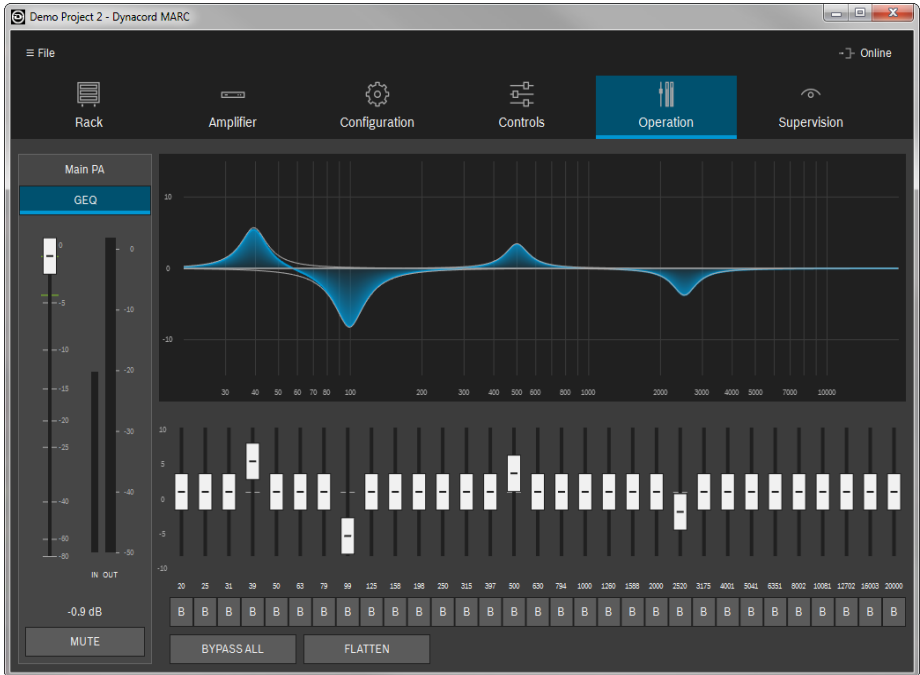 Demo Project 2 - Dynacord MARC
≡ File
Online
Rack Amplifier Configuration Controls Operation Supervision
Main PA
GEQ
0
-5
-10
-15
-20
-25
-40
-60
-80
0
-10
-20
-30
-40
-50
IN OUT
-0.9 dB
MUTE
10
0
-10
30 40 50 60 70 80 100 200 300 400 500 600 800 1000 2000 3000 4000 5000 7000 10000
10
5
0
-5
-10
20 25 31 39 50 63 79 99 125 158 198 250 315 397 500 630 794 1000 1260 1588 2000 2520 3175 4001 5041 6351 8002 10081 12702 16003 20000
B B B B B B B B B B B B B B B B B B B B B B B B B B B B B B B
BYPASS ALL FLATTEN